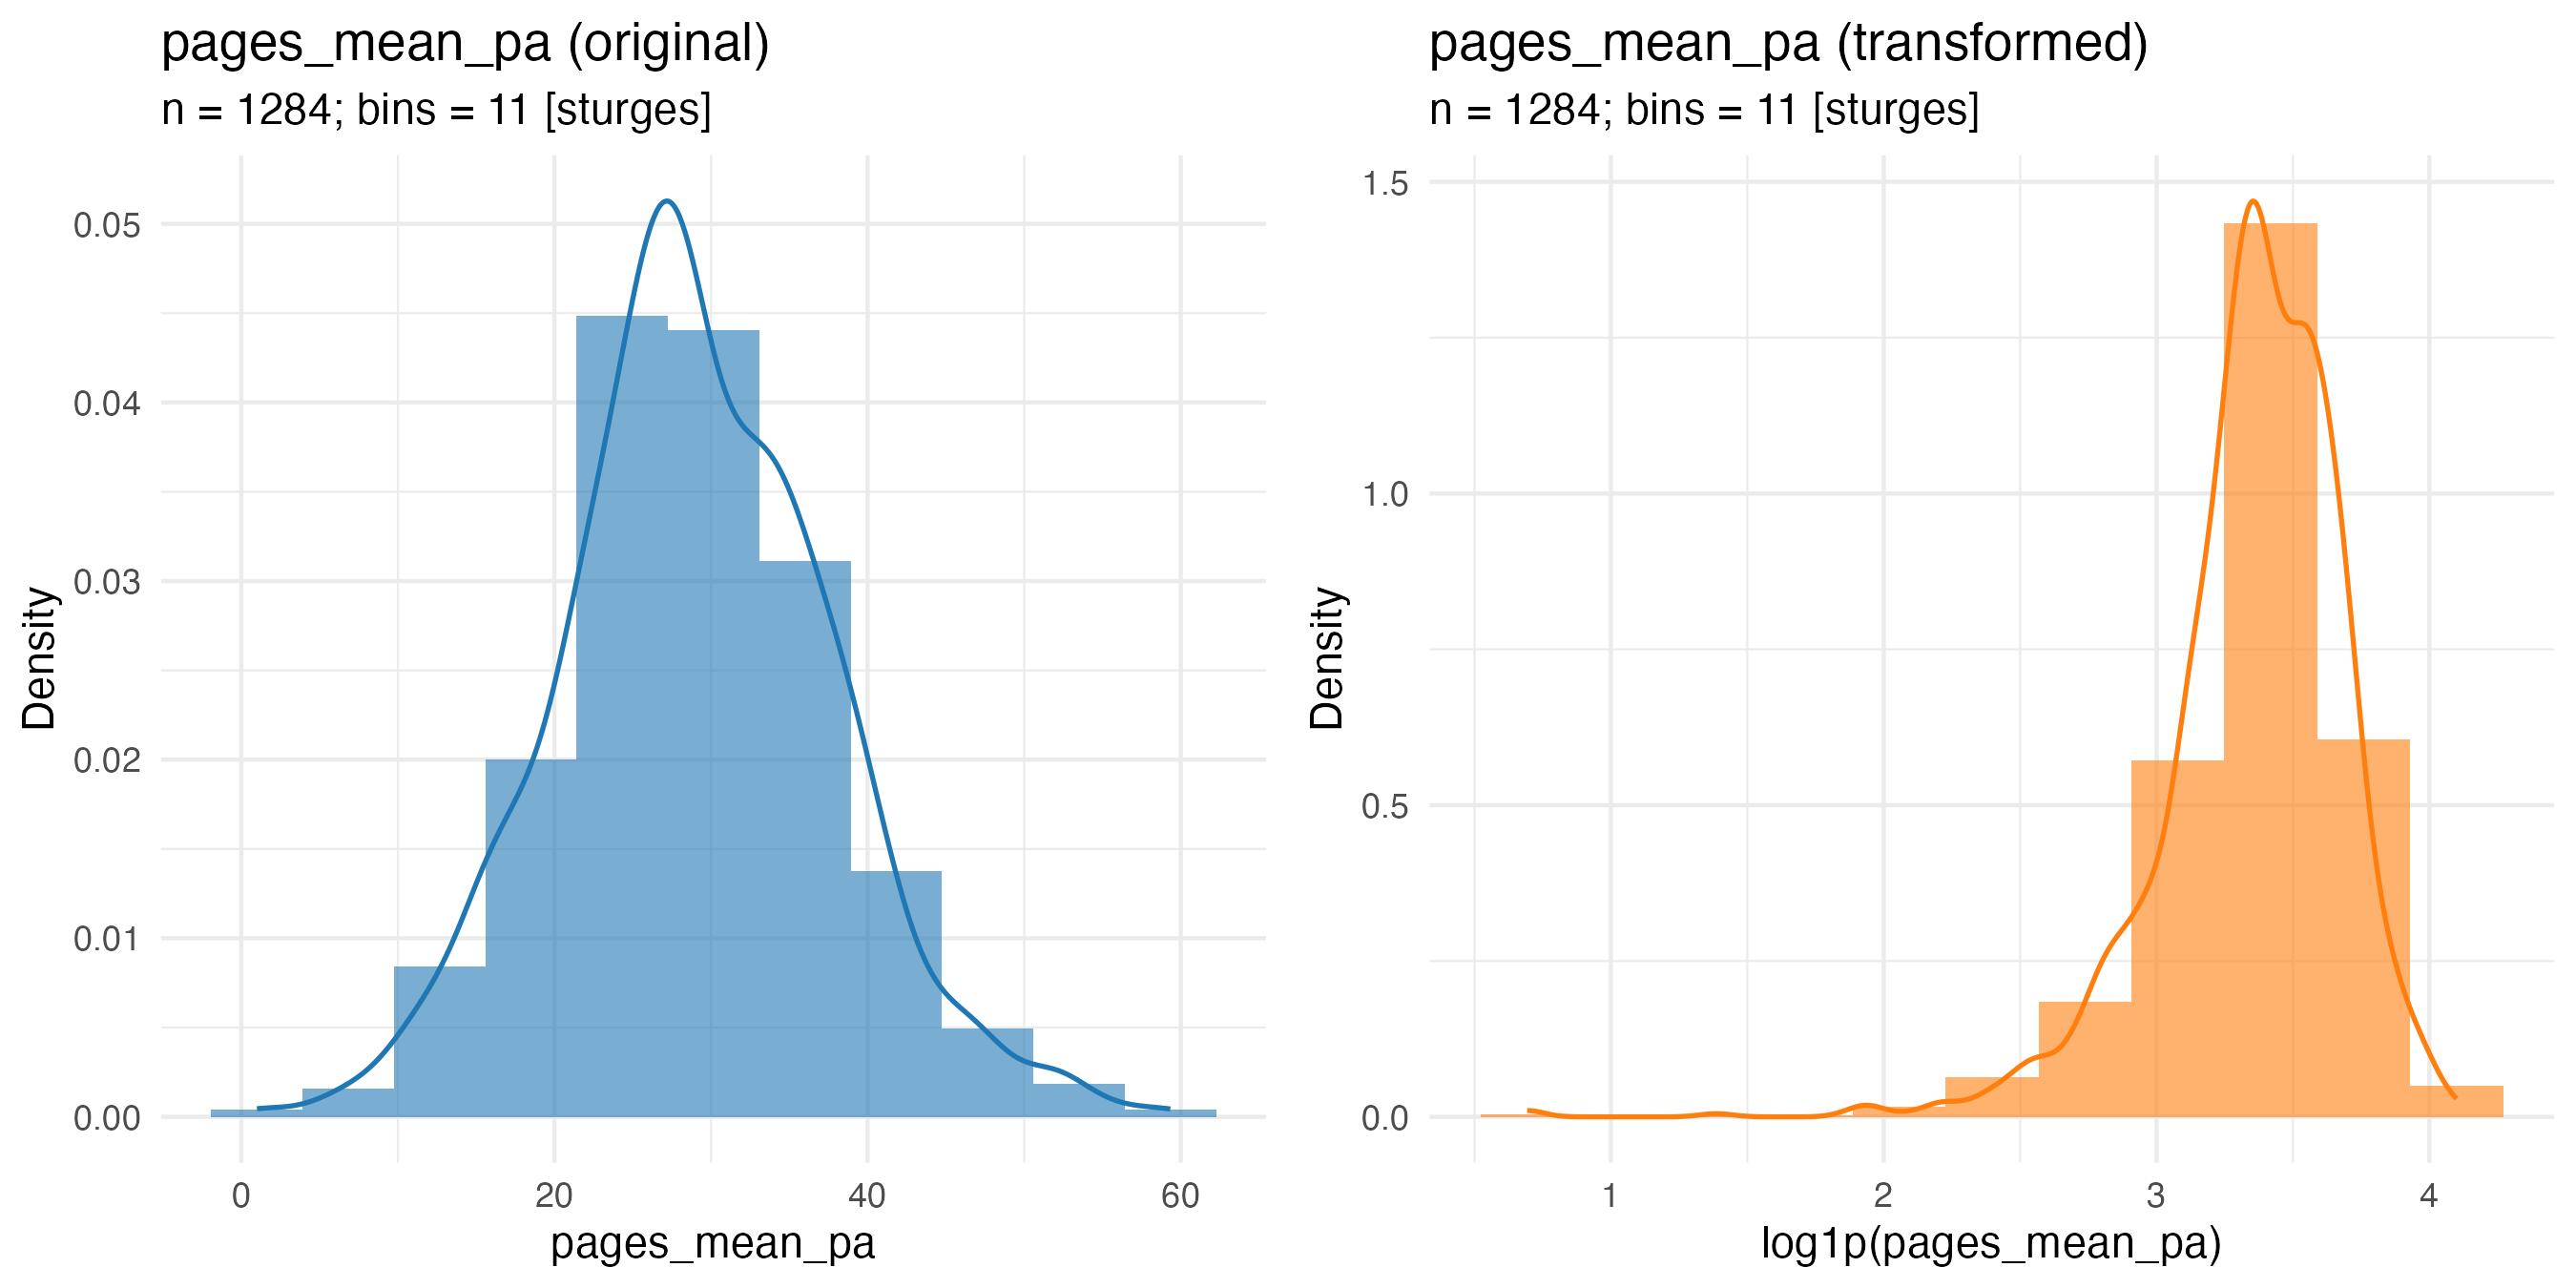 pages_mean_pa (original)
n = 1284; bins = 11 [sturges]
0.05
0.04
0.03
0.02
0.01
0.00
Density
0
20
40
60
pages_mean_pa
pages_mean_pa (transformed)
n = 1284; bins = 11 [sturges]
1.5
1.0
0.5
0.0
Density
1
2
3
4
log1p(pages_mean_pa)